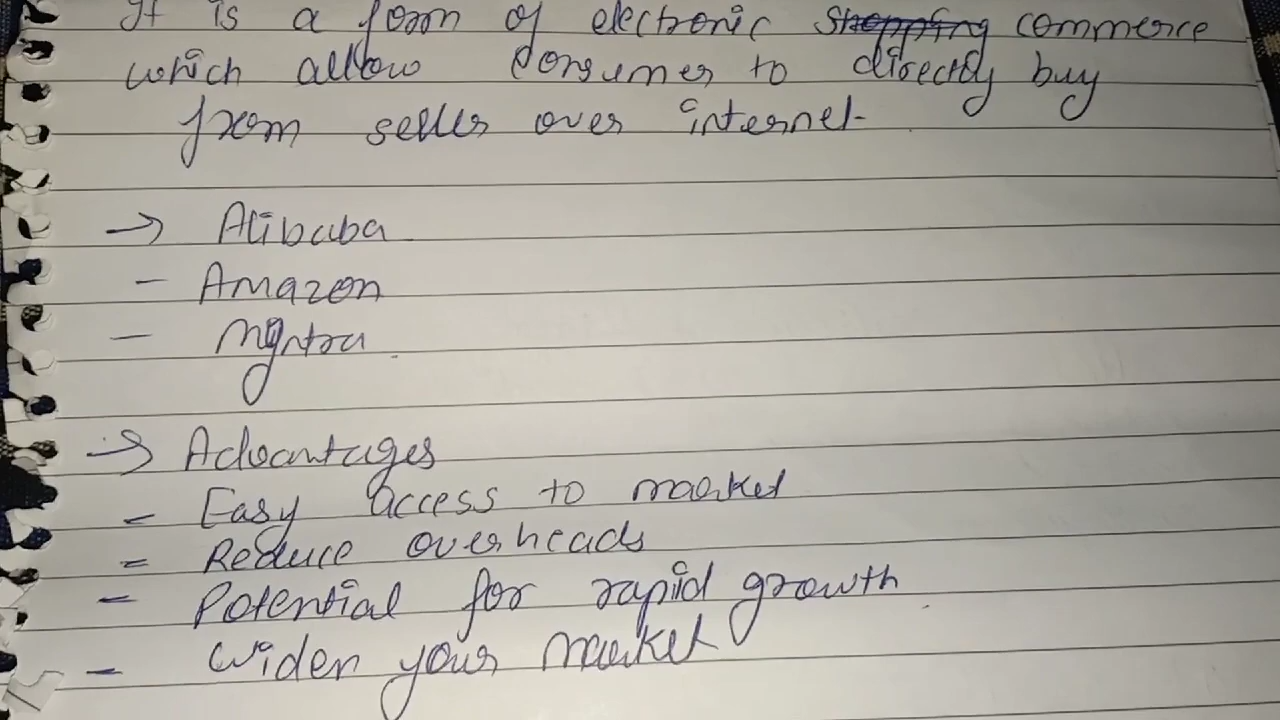 It is a form of electronic shopping commerce
which allow consumer to directly buy
from sellers over internet.
→ Alibaba
- Amazon
- Myntra
→ Advantages
- Easy access to market
= Reduce overheads
- Potential for rapid growth
- Widen your market